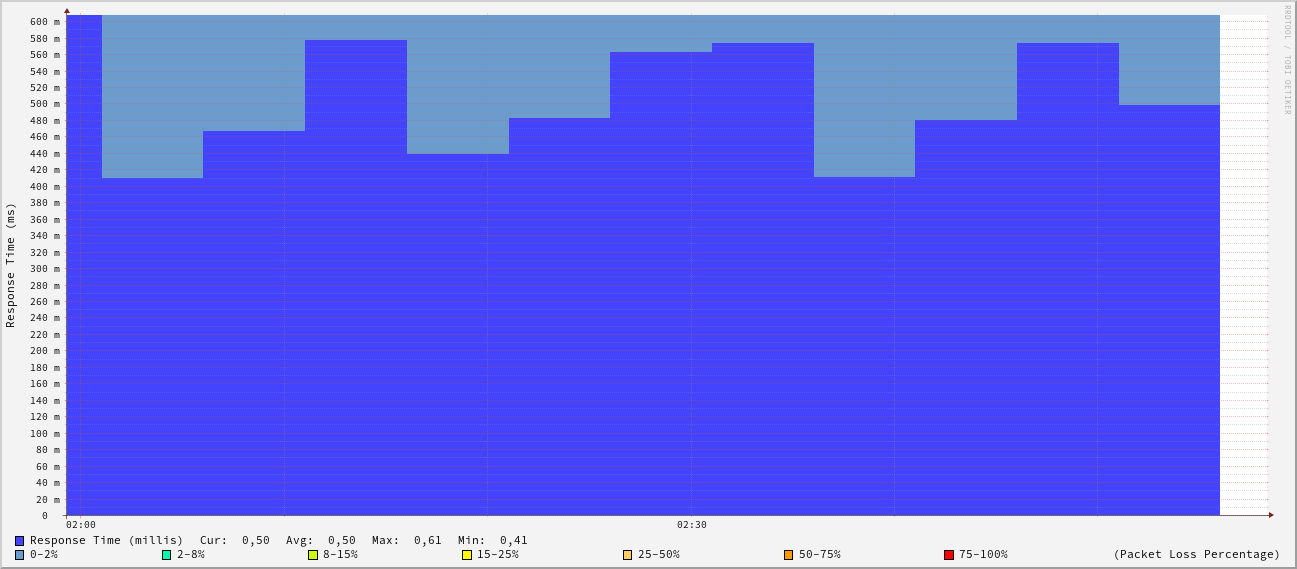 RRDTOOL / TOBI OETIKER
Response Time (ms)
600 m
580 m
560 m
540 m
520 m
500 m
480 m
460 m
440 m
420 m
400 m
380 m
360 m
340 m
320 m
300 m
280 m
260 m
240 m
220 m
200 m
180 m
160 m
140 m
120 m
100 m
80 m
60 m
40 m
20 m
0
02:00 02:30
Response Time (millis) Cur: 0,50 Avg: 0,50 Max: 0,61 Min: 0,41
0-2% 2-8% 8-15% 15-25% 25-50% 50-75% 75-100% (Packet Loss Percentage)